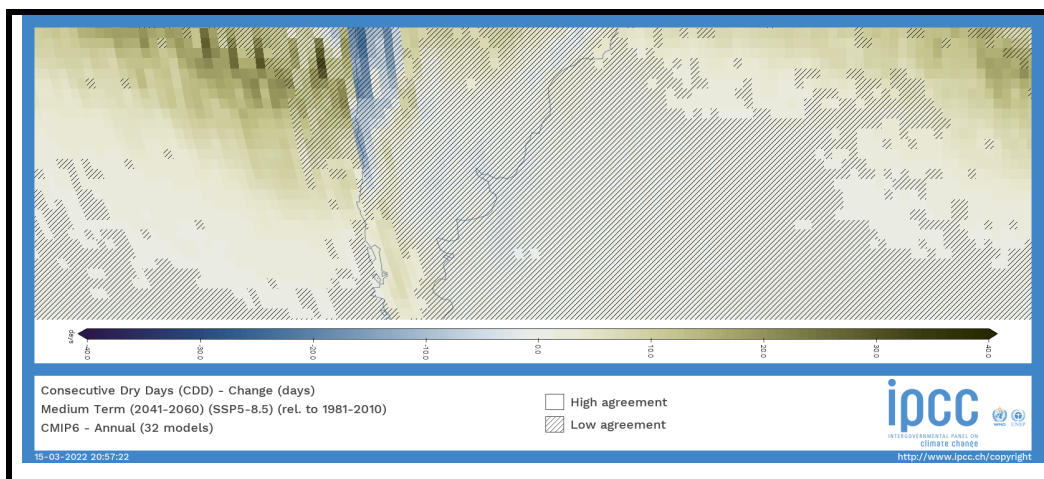 days
-40.0
-30.0
-20.0
-10.0
0.0
10.0
20.0
30.0
40.0
Consecutive Dry Days (CDD) - Change (days)
Medium Term (2041-2060) (SSP5-8.5) (rel. to 1981-2010)
CMIP6 - Annual (32 models)
High agreement
Low agreement
ipcc
INTERGOVERNMENTAL PANEL ON
climate change
WMO
UNEP
15-03-2022 20:57:22
http://www.ipcc.ch/copyright